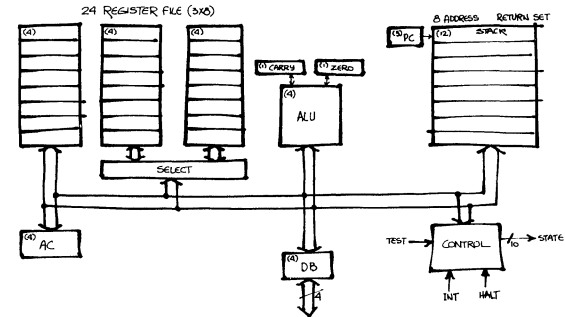 24 REGISTER FILE (3X8)
8 ADDRESS RETURN SET
(4)
(4)
(4)
(1) CARRY
(1) ZERO
(3) PC
(12) STACK
(4)
ALU
SELECT
(4) AC
(4)
DB
4
TEST
CONTROL
10
STATE
INT
HALT